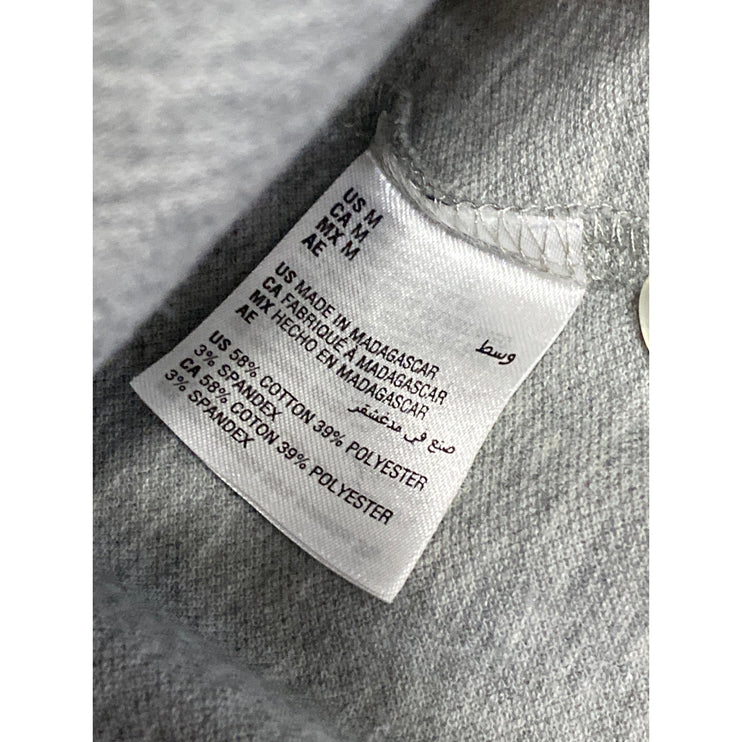 US M
CA M
MX M
AE وسط
US MADE IN MADAGASCAR
CA FABRIQUÉ À MADAGASCAR
MX HECHO EN MADAGASCAR
AE صنع في مدغشقر
US 58% COTTON 39% POLYESTER
3% SPANDEX
CA 58% COTON 39% POLYESTER
3% SPANDEX